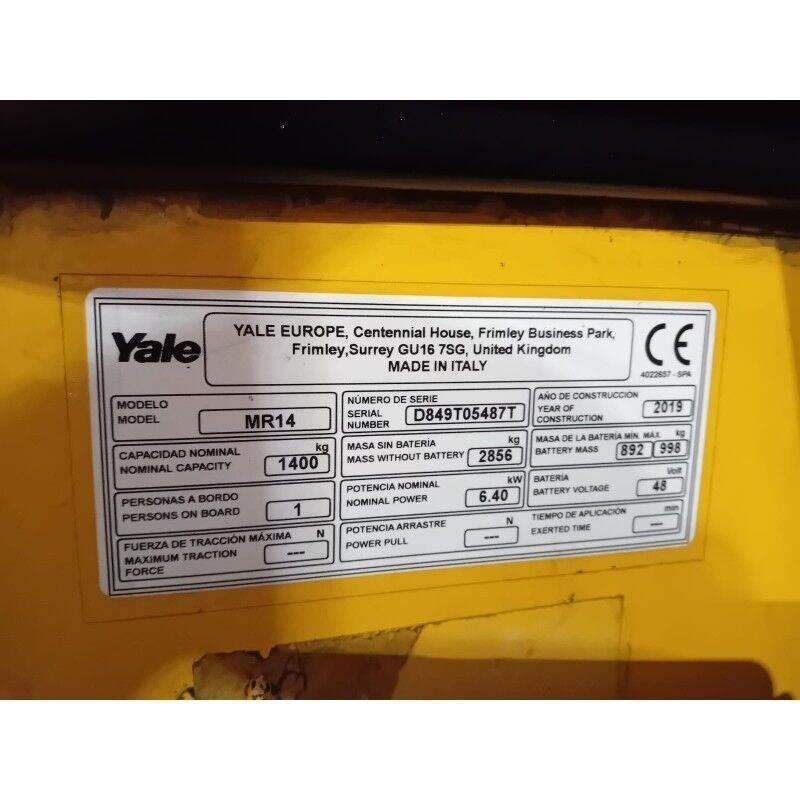 Yale
YALE EUROPE, Centennial House, Frimley Business Park,
Frimley,Surrey GU16 7SG, United Kingdom
MADE IN ITALY
CE
4022657 - SPA
MODELO
MODEL
MR14
NÚMERO DE SERIE
SERIAL
NUMBER
D849T05487T
AÑO DE CONSTRUCCIÓN
YEAR OF
CONSTRUCTION
2019
CAPACIDAD NOMINAL
NOMINAL CAPACITY
kg
1400
MASA SIN BATERÍA
MASS WITHOUT BATTERY
kg
2856
MASA DE LA BATERÍA MÍN. MÁX.
BATTERY MASS
kg
892 998
PERSONAS A BORDO
PERSONS ON BOARD
1
POTENCIA NOMINAL
NOMINAL POWER
kW
6.40
BATERÍA
BATTERY VOLTAGE
Volt
48
FUERZA DE TRACCIÓN MÁXIMA
MAXIMUM TRACTION
FORCE
N
---
POTENCIA ARRASTRE
POWER PULL
N
---
TIEMPO DE APLICACIÓN
EXERTED TIME
min
---